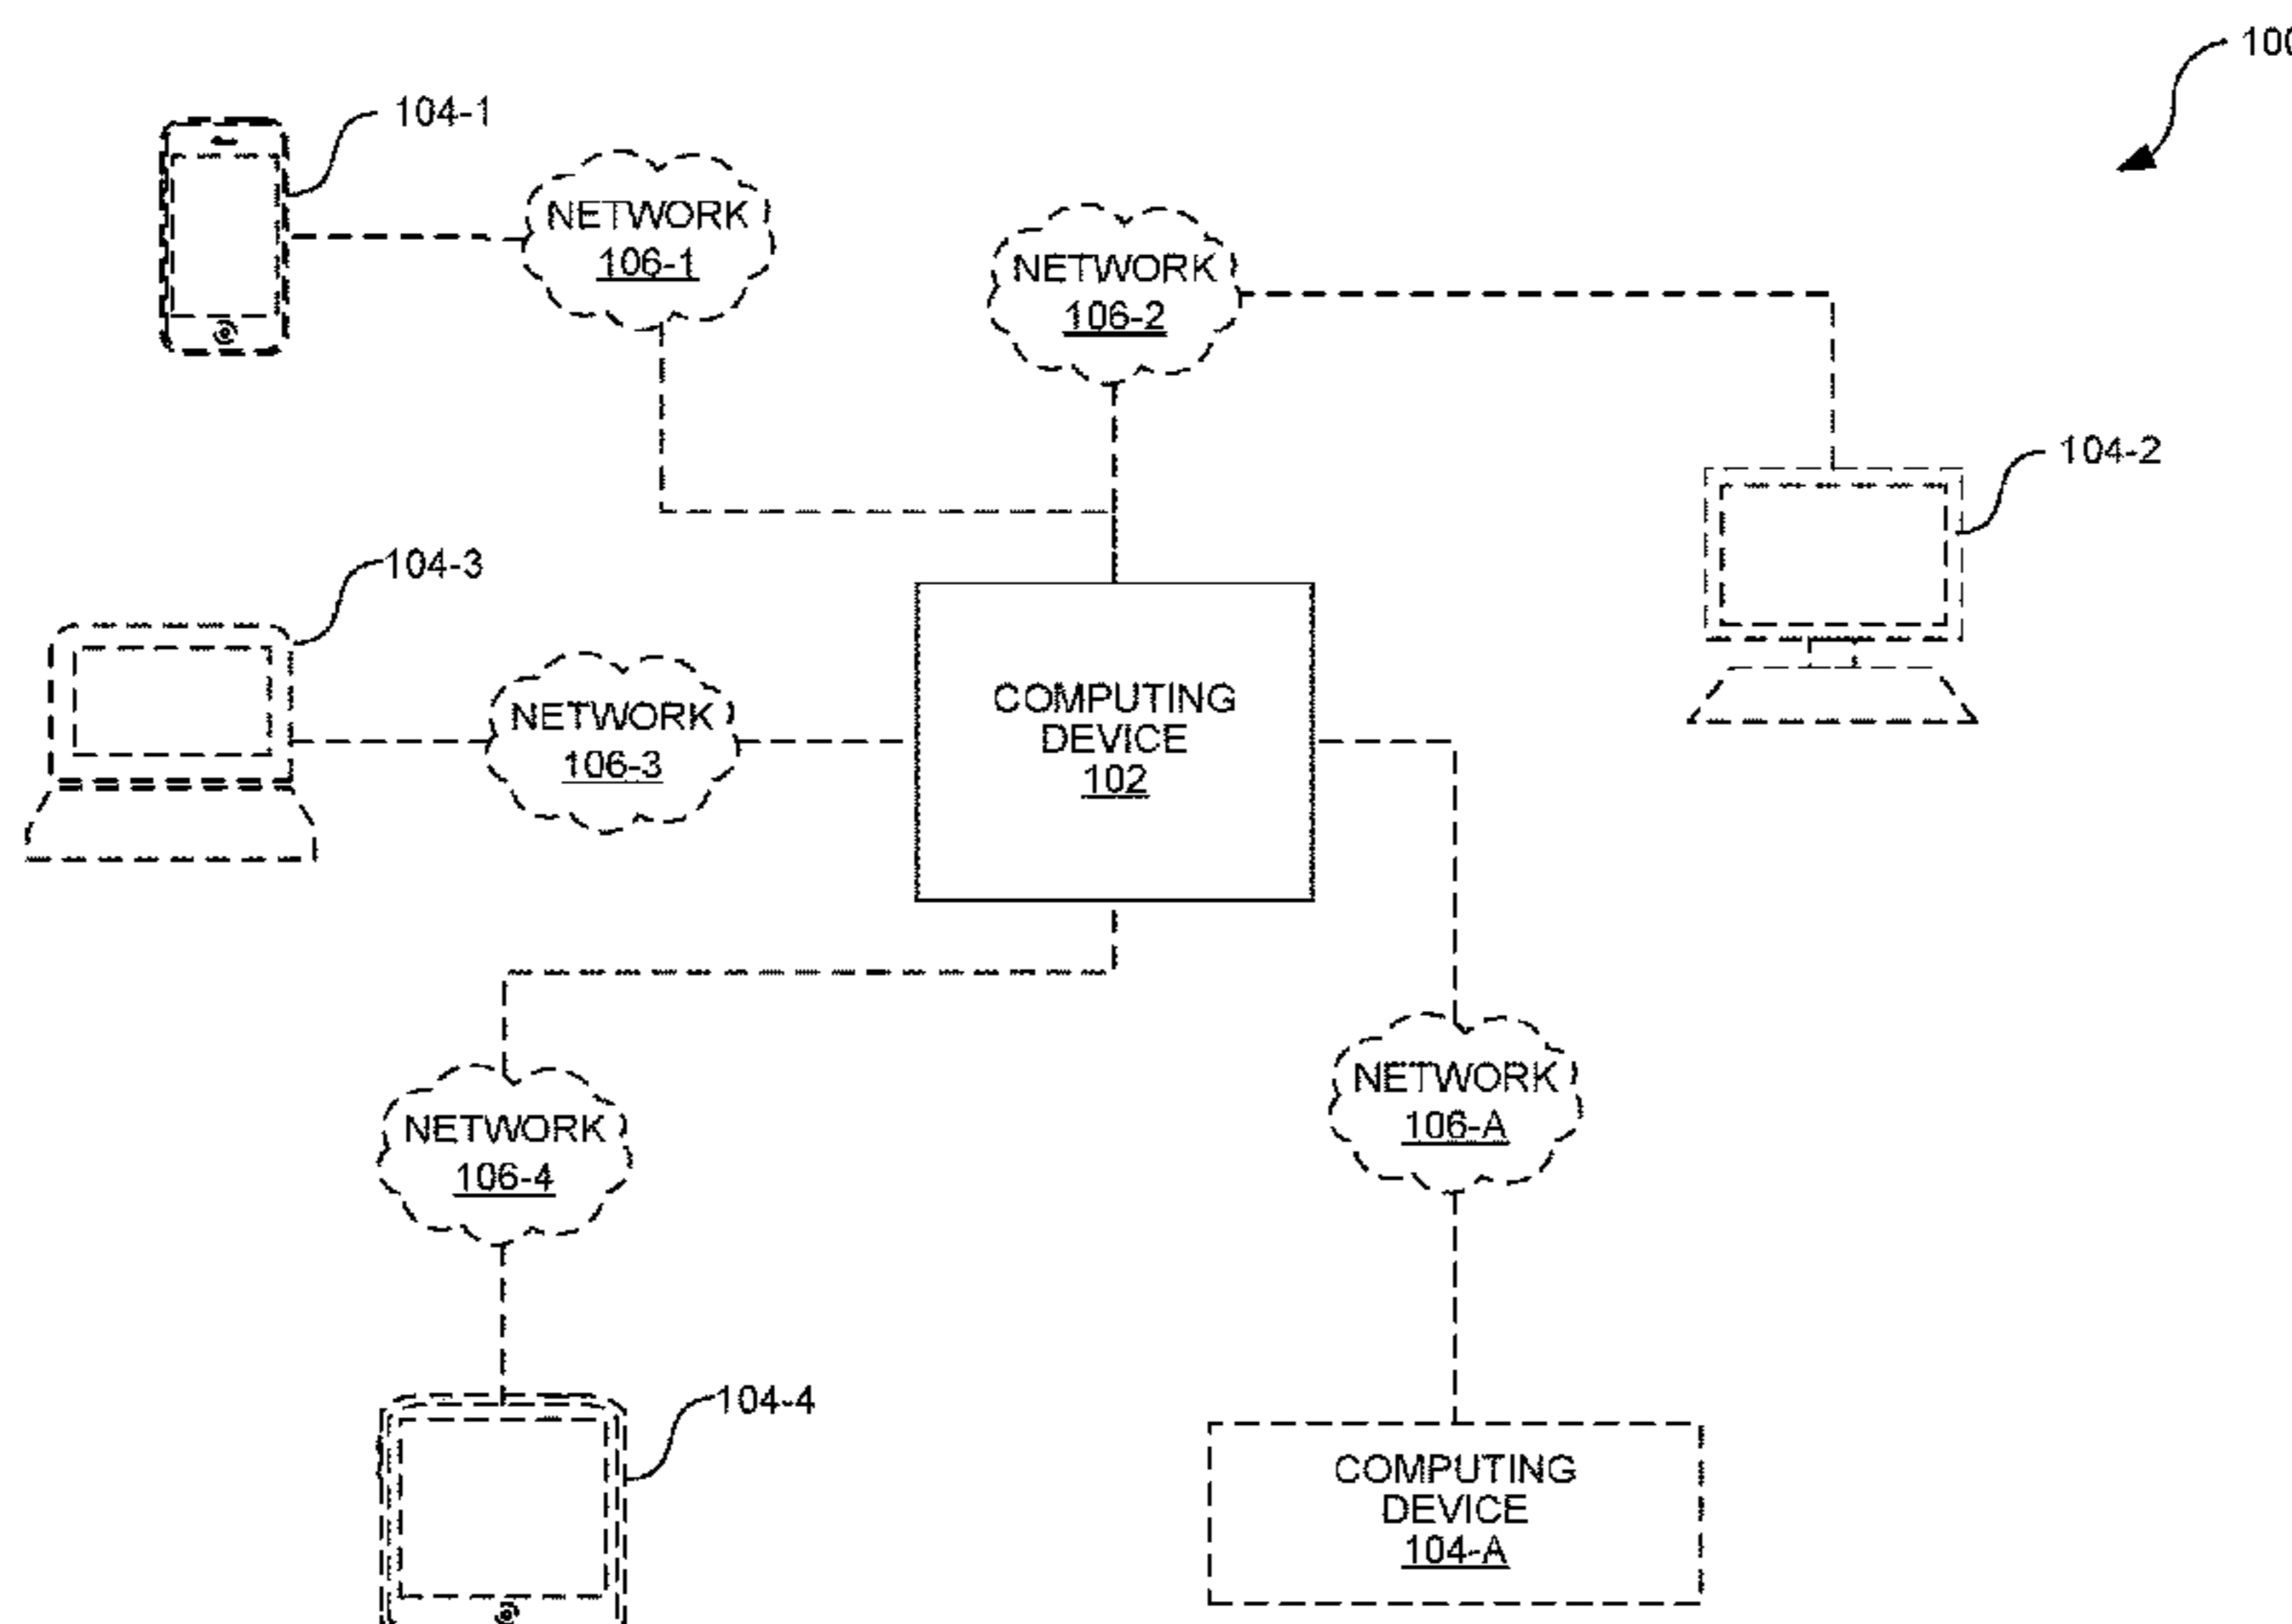 100
104-1
NETWORK
106-1
NETWORK
106-2
104-2
104-3
NETWORK
106-3
COMPUTING
DEVICE
102
NETWORK
106-A
NETWORK
106-4
104-4
COMPUTING
DEVICE
104-A